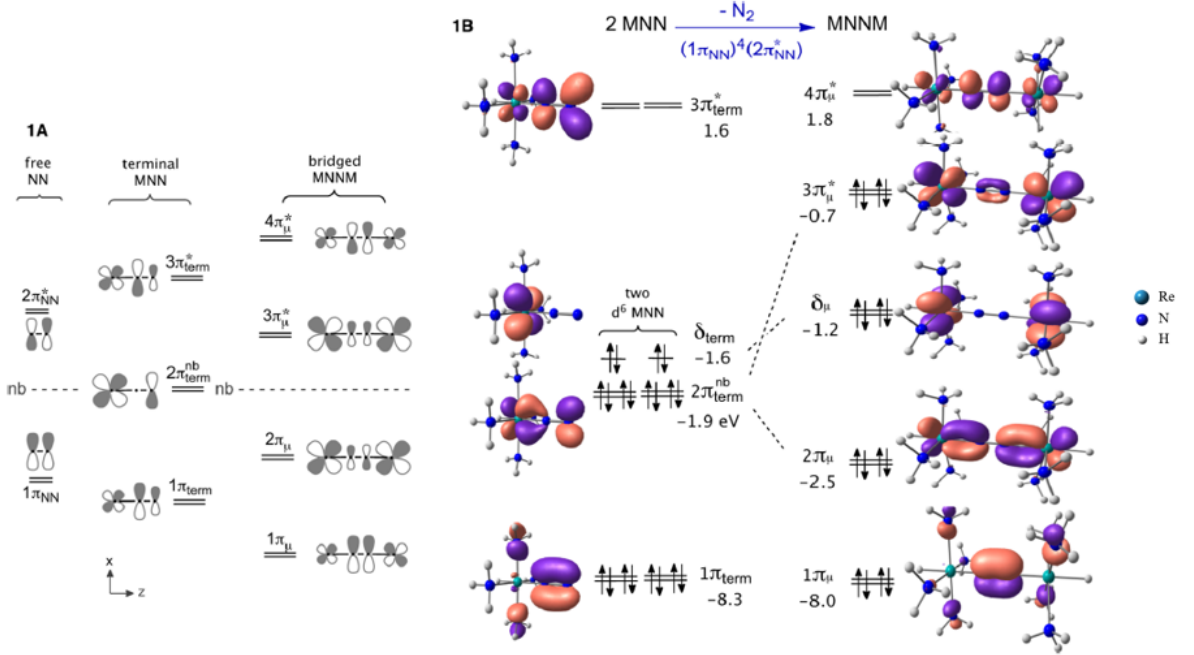 1A
free
NN
terminal
MNN
bridged
MNNM
4π*μ
3π*term
2π*NN
3π*μ
2πnbterm
nb
nb
2πμ
1πNN
1πterm
1πμ
x
z
1B
2 MNN
- N2
(1πNN)4(2π*NN)
MNNM
3π*term
1.6
4π*μ
1.8
3π*μ
−0.7
two
d6 MNN
δterm
−1.6
2πnbterm
−1.9 eV
δμ
−1.2
2πμ
−2.5
1πterm
−8.3
1πμ
−8.0
Re
N
H